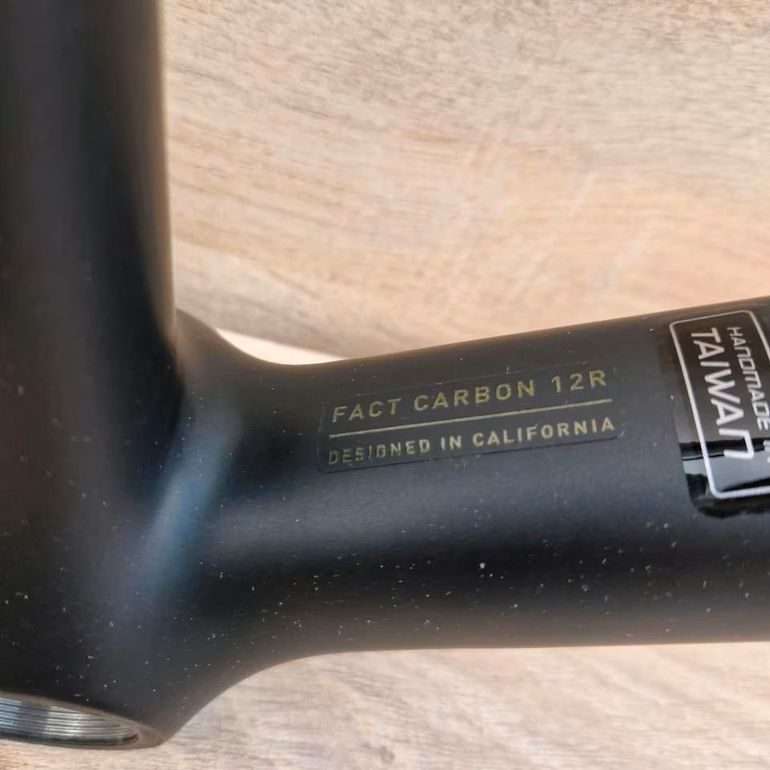 FACT CARBON 12R
DESIGNED IN CALIFORNIA
HANDMADE
TAIWAN